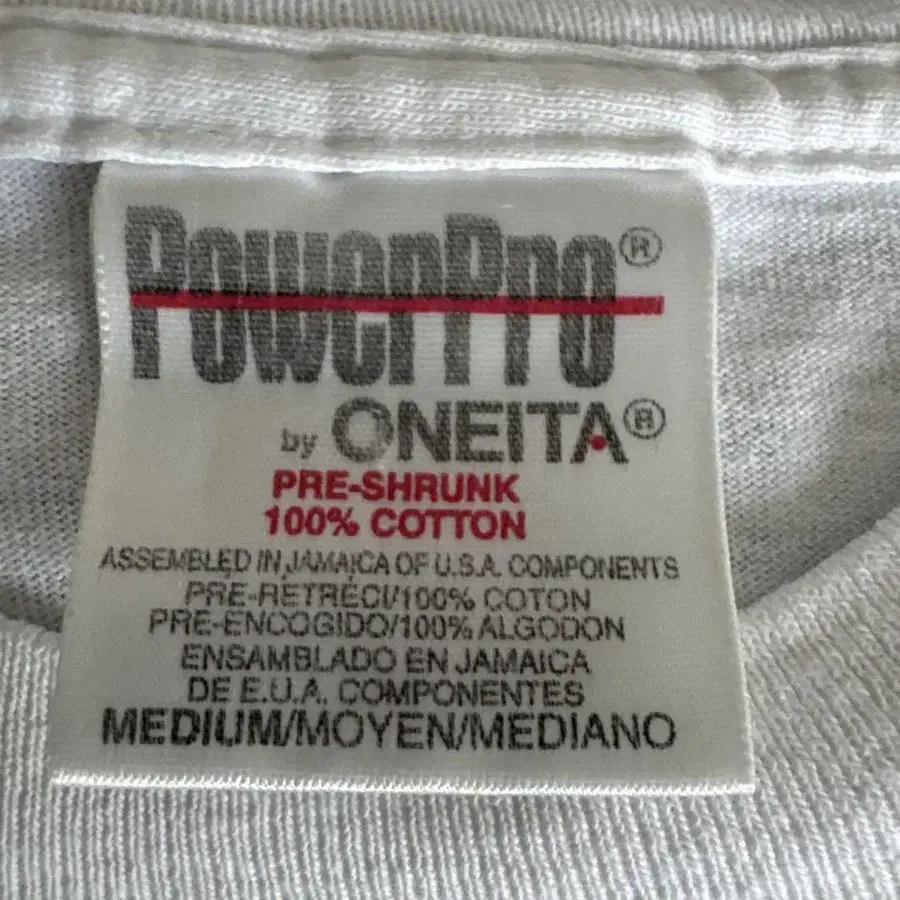 PowerPro®
by ONEITA®
PRE-SHRUNK
100% COTTON
ASSEMBLED IN JAMAICA OF U.S.A. COMPONENTS
PRE-RETRÉCI/100% COTON
PRE-ENCOGIDO/100% ALGODON
ENSAMBLADO EN JAMAICA
DE E.U.A. COMPONENTES
MEDIUM/MOYEN/MEDIANO